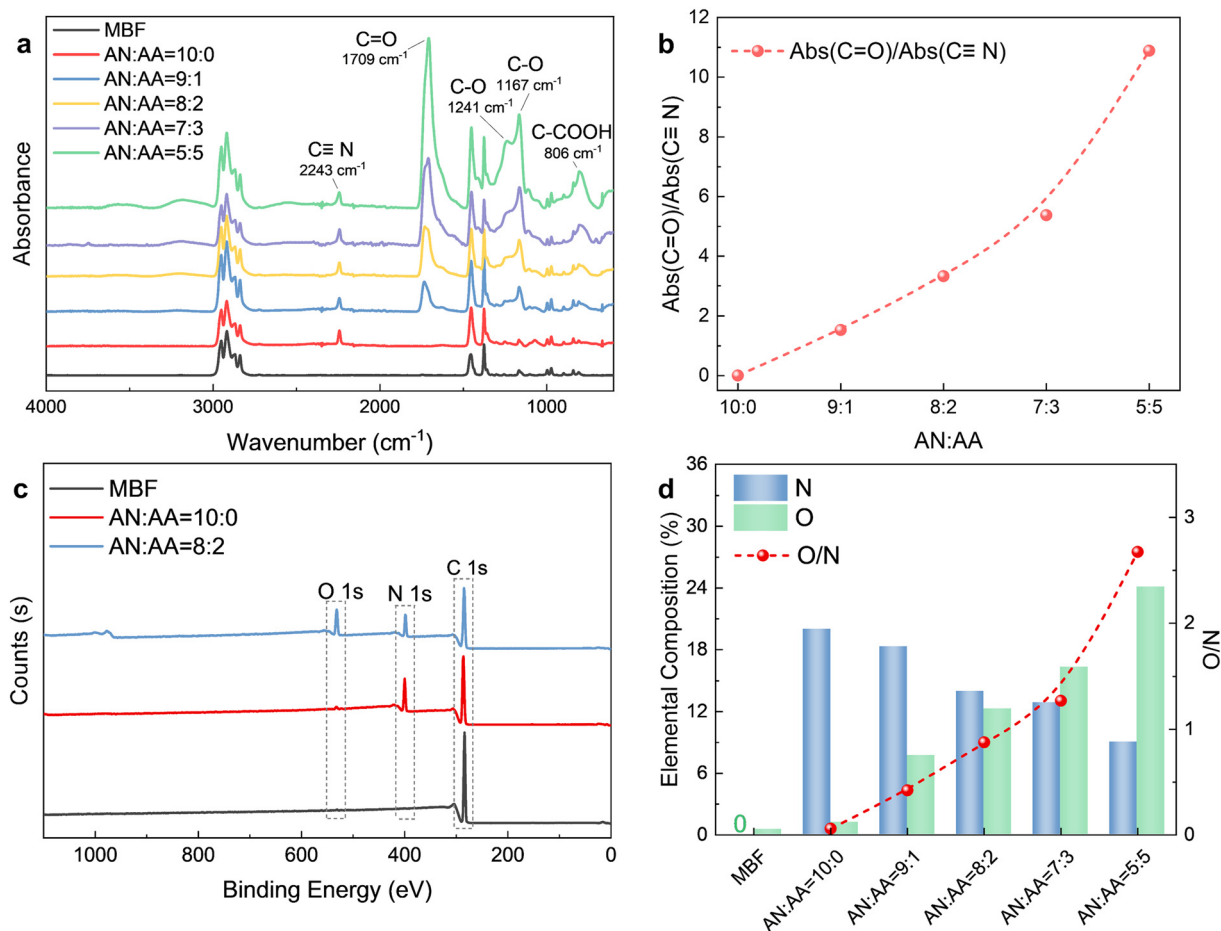 a
MBF
AN:AA=10:0
AN:AA=9:1
AN:AA=8:2
AN:AA=7:3
AN:AA=5:5
C=O
1709 cm-1
C-O
1167 cm-1
C-O
1241 cm-1
C-COOH
806 cm-1
C≡ N
2243 cm-1
Absorbance
4000
3000
2000
1000
Wavenumber (cm-1)
b
Abs(C=O)/Abs(C≡ N)
Abs(C=O)/Abs(C≡ N)
12
10
8
6
4
2
0
10:0
9:1
8:2
7:3
5:5
AN:AA
c
MBF
AN:AA=10:0
AN:AA=8:2
O 1s
N 1s
C 1s
Counts (s)
1000
800
600
400
200
0
Binding Energy (eV)
d
N
O
O/N
Elemental Composition (%)
36
30
24
18
12
6
0
0
3
2
1
0
O/N
MBF
AN:AA=10:0
AN:AA=9:1
AN:AA=8:2
AN:AA=7:3
AN:AA=5:5